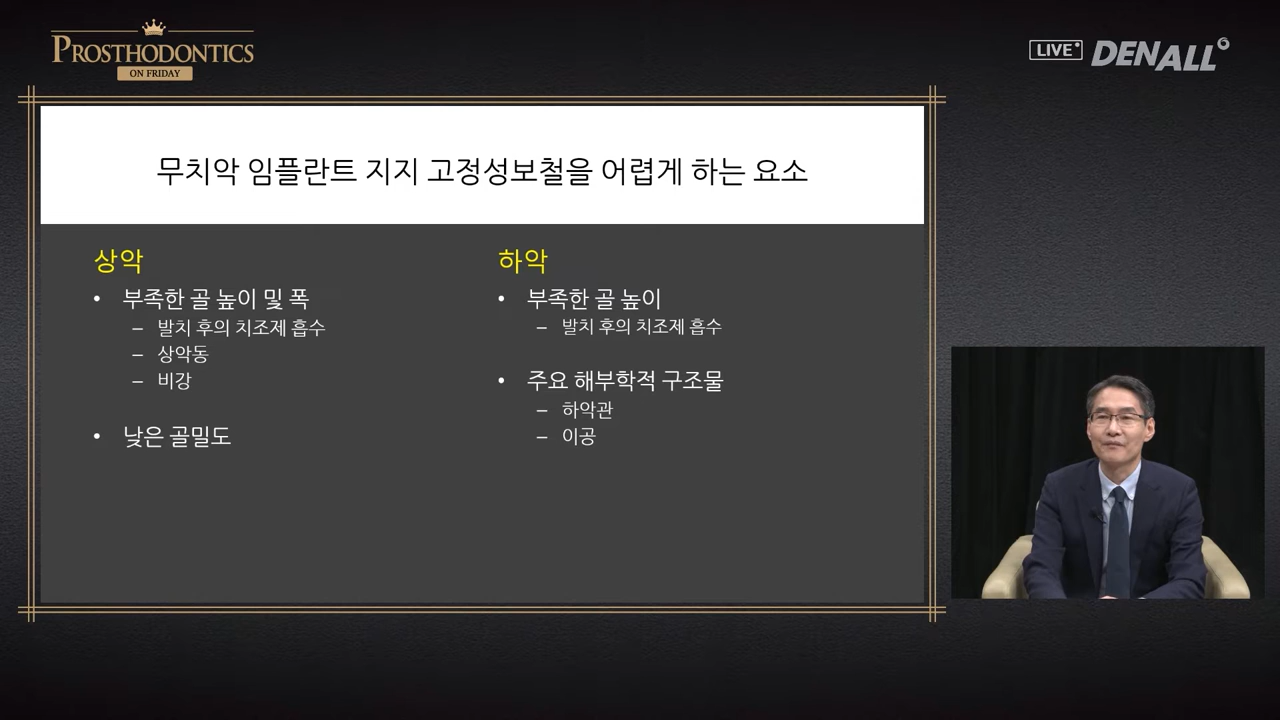 PROSTHODONTICS
ON FRIDAY
LIVE
DENALL
무치악 임플란트 지지 고정성보철을 어렵게 하는 요소
상악
• 부족한 골 높이 및 폭
– 발치 후의 치조제 흡수
– 상악동
– 비강
• 낮은 골밀도
하악
• 부족한 골 높이
– 발치 후의 치조제 흡수
• 주요 해부학적 구조물
– 하악관
– 이공